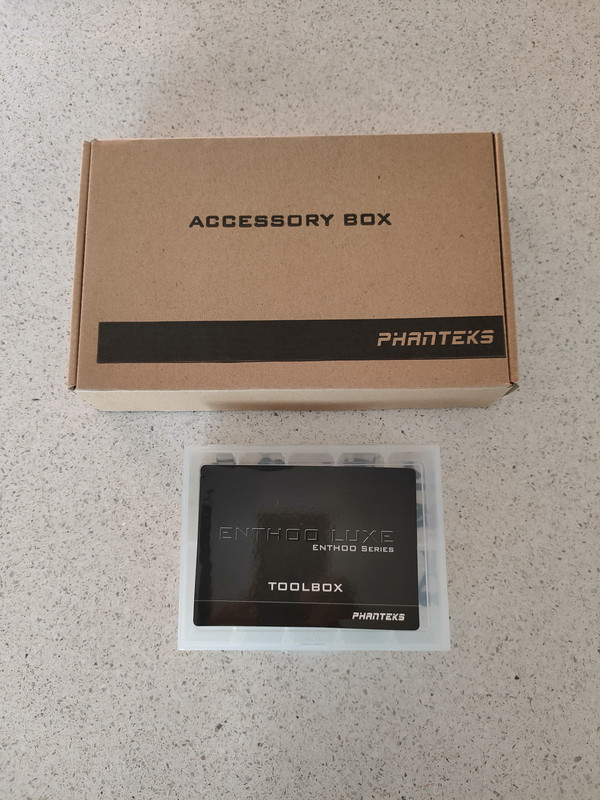 ACCESSORY BOX
PHANTEKS
ENTHOO LUXE
ENTHOO SERIES
TOOLBOX
PHANTEKS